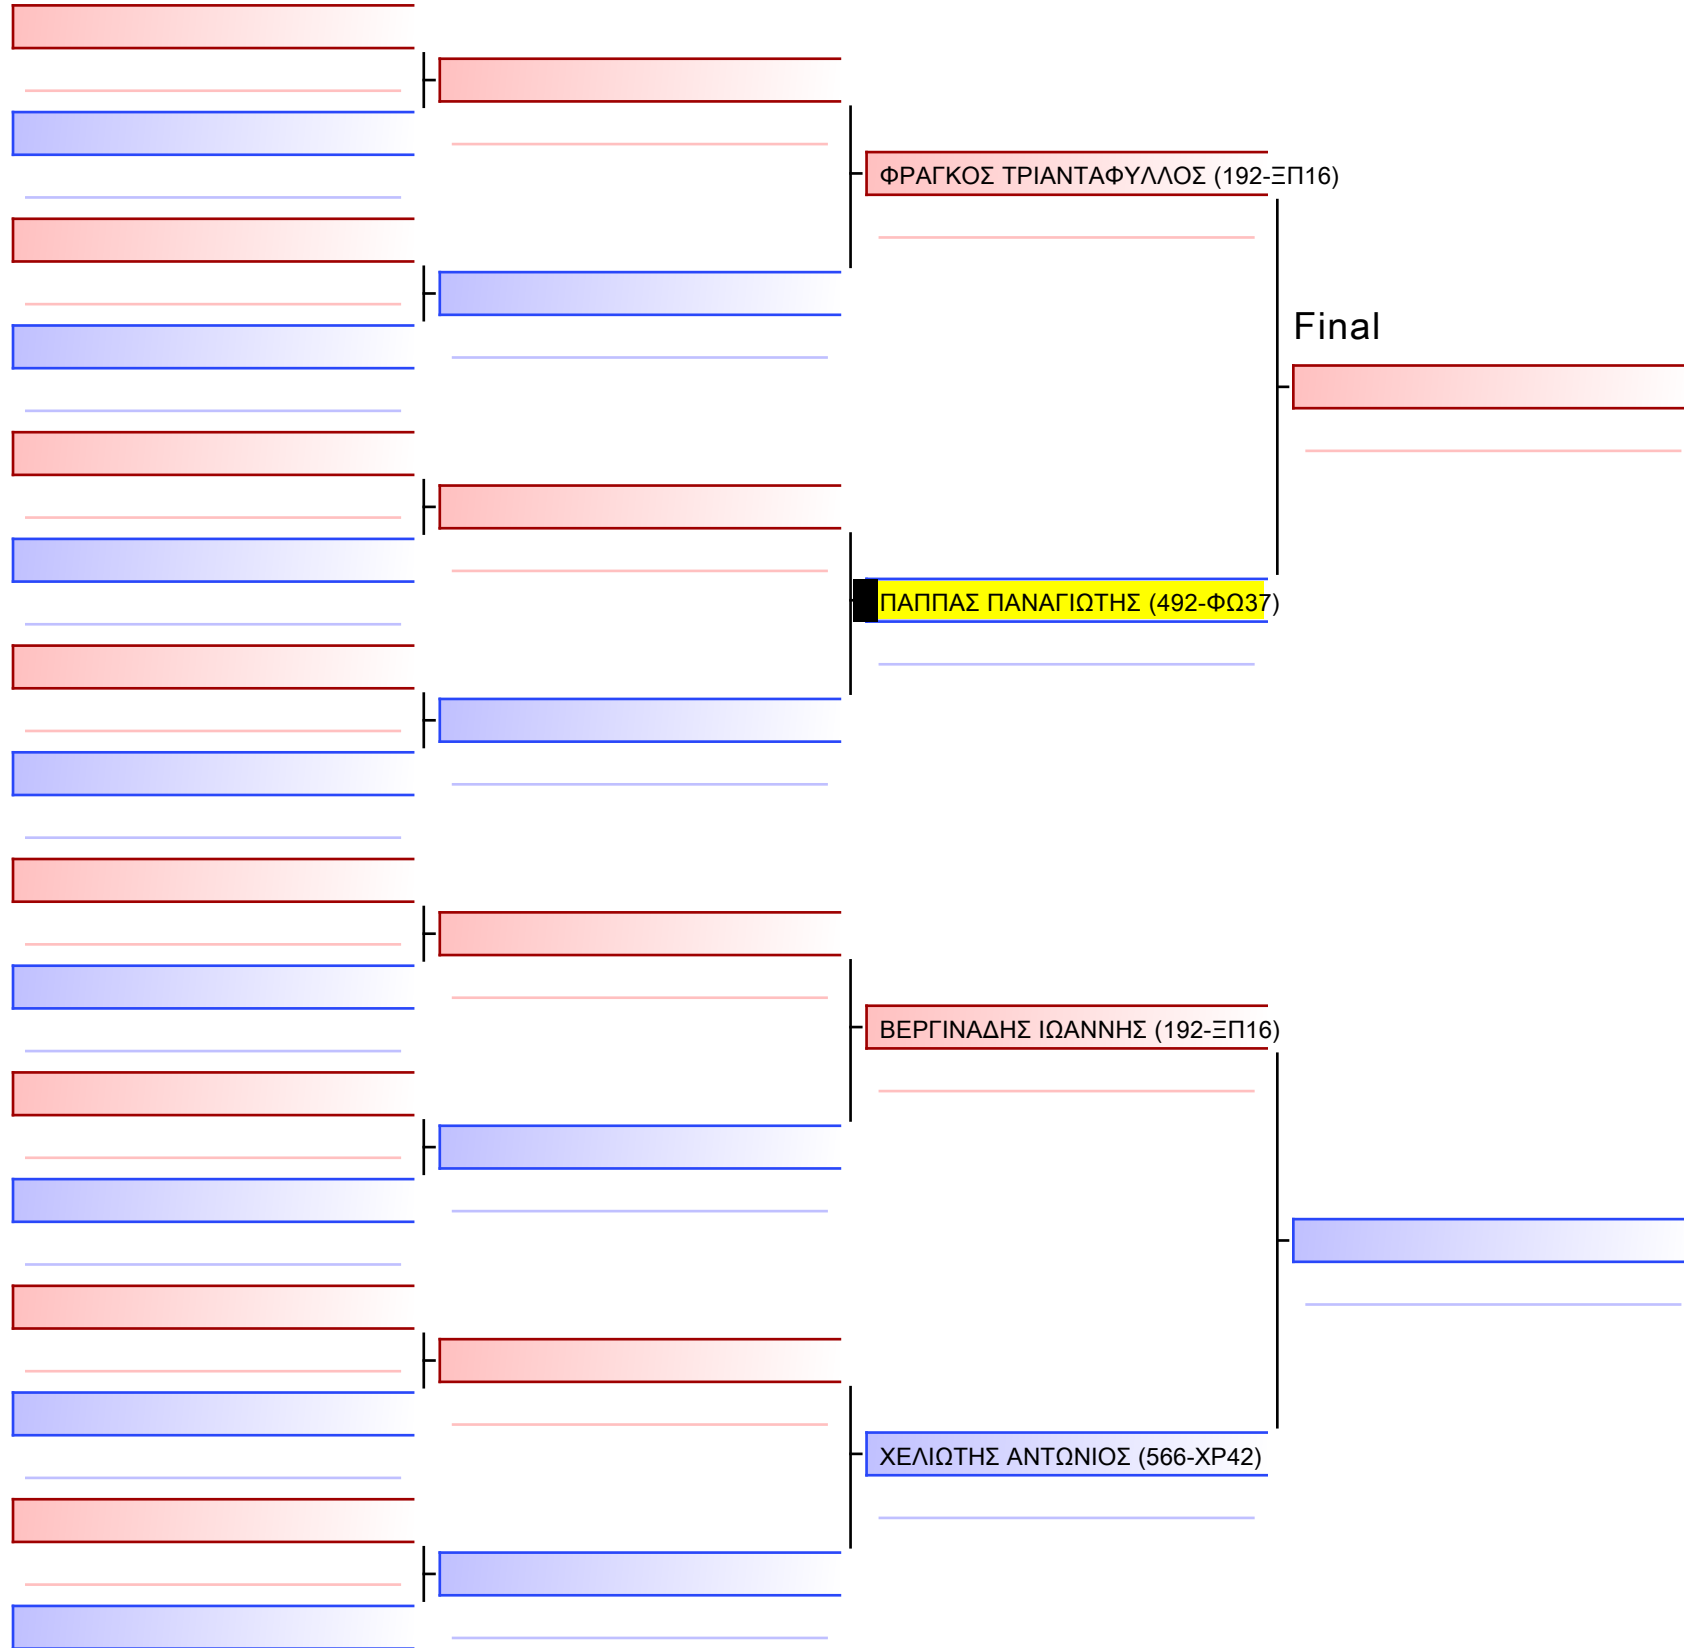 ΦΡΑΓΚΟΣ ΤΡΙΑΝΤΑΦΥΛΛΟΣ (192-ΞΠ16)
Final
ΠΑΠΠΑΣ ΠΑΝΑΓΙΩΤΗΣ (492-ΦΩ37)
ΒΕΡΓΙΝΑΔΗΣ ΙΩΑΝΝΗΣ (192-ΞΠ16)
ΧΕΛΙΩΤΗΣ ΑΝΤΩΝΙΟΣ (566-ΧΡ42)